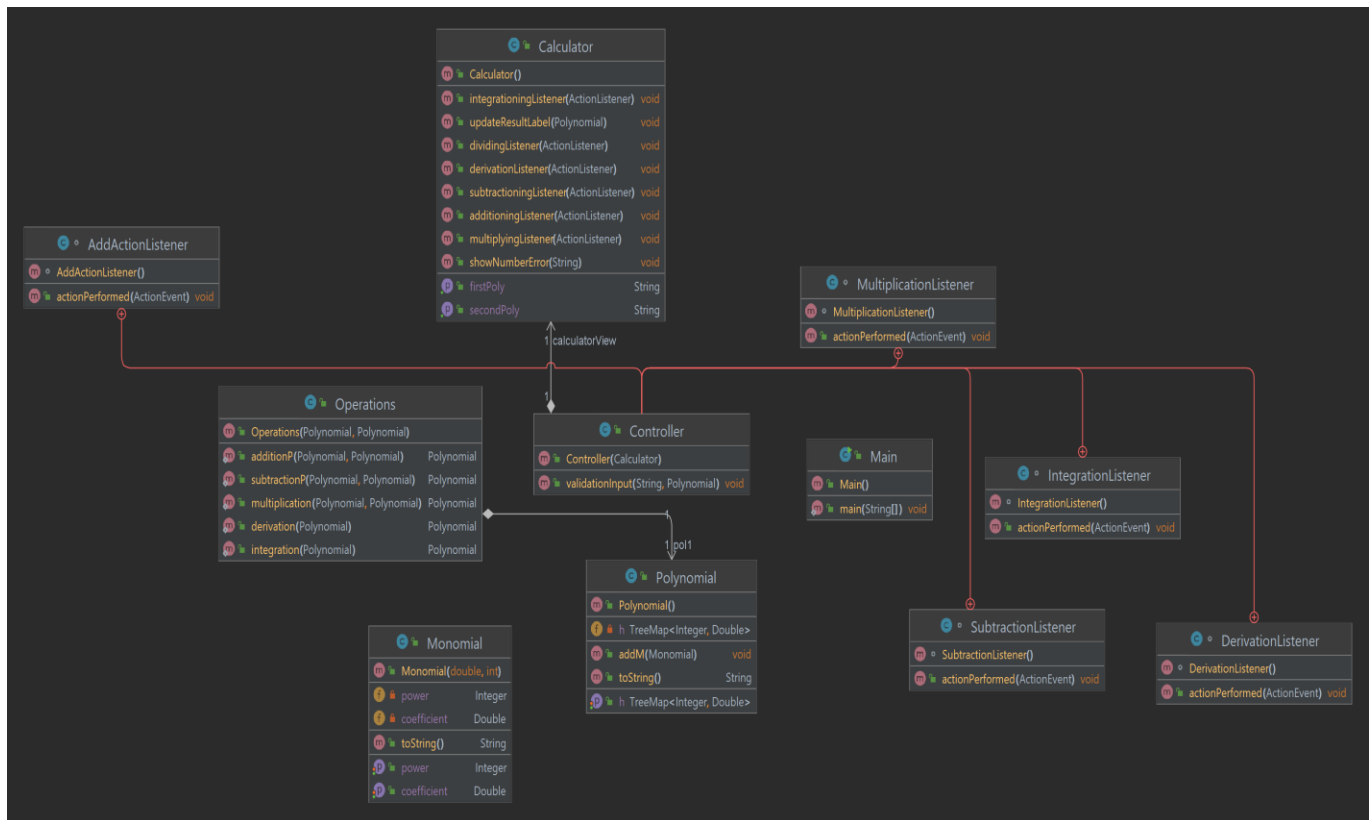 Calculator
Calculator()
integrationingListener(ActionListener) void
updateResultLabel(Polynomial) void
dividingListener(ActionListener) void
derivationListener(ActionListener) void
subtractioningListener(ActionListener) void
additioningListener(ActionListener) void
multiplyingListener(ActionListener) void
showNumberError(String) void
firstPoly String
secondPoly String
AddActionListener
AddActionListener()
actionPerformed(ActionEvent) void
MultiplicationListener
MultiplicationListener()
actionPerformed(ActionEvent) void
1 calculatorView
1
Operations
Operations(Polynomial, Polynomial)
additionP(Polynomial, Polynomial) Polynomial
subtractionP(Polynomial, Polynomial) Polynomial
multiplication(Polynomial, Polynomial) Polynomial
derivation(Polynomial) Polynomial
integration(Polynomial) Polynomial
Controller
Controller(Calculator)
validationInput(String, Polynomial) void
Main
Main()
main(String[]) void
IntegrationListener
IntegrationListener()
actionPerformed(ActionEvent) void
1
1 pol1
Polynomial
Polynomial()
h TreeMap<Integer, Double>
addM(Monomial) void
toString() String
h TreeMap<Integer, Double>
Monomial
Monomial(double, int)
power Integer
coefficient Double
toString() String
power Integer
coefficient Double
SubtractionListener
SubtractionListener()
actionPerformed(ActionEvent) void
DerivationListener
DerivationListener()
actionPerformed(ActionEvent) void